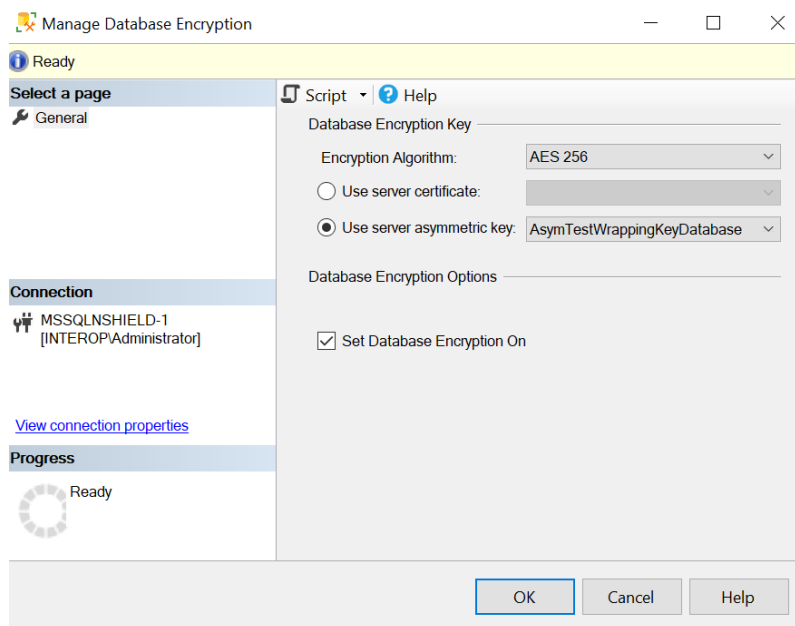 Manage Database Encryption
Ready
Select a page
General
Connection
MSSQLNSHIELD-1
[INTEROP\Administrator]
View connection properties
Progress
Ready
Script
Help
Database Encryption Key
Encryption Algorithm:
AES 256
Use server certificate:
Use server asymmetric key:
AsymTestWrappingKeyDatabase
Database Encryption Options
Set Database Encryption On
OK
Cancel
Help